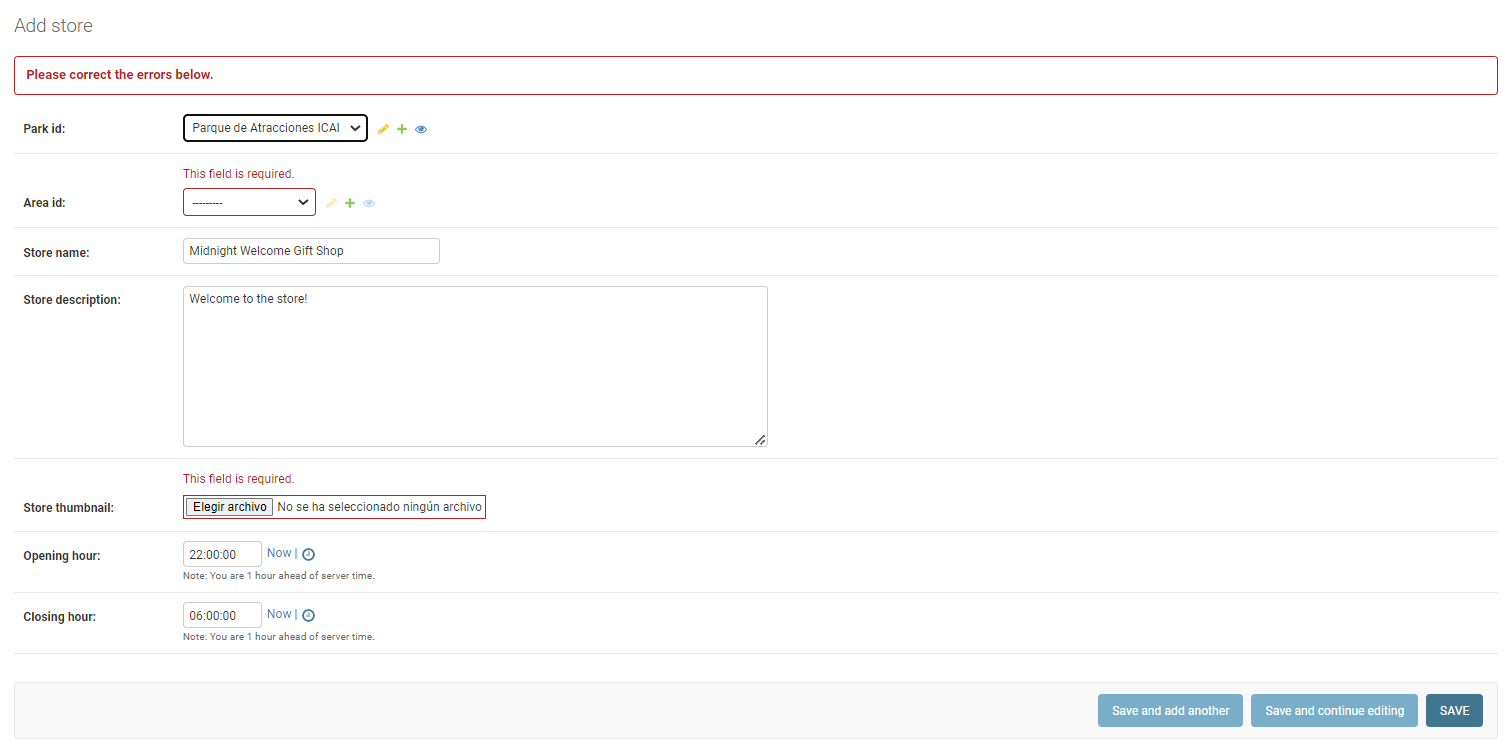 Add store
Please correct the errors below.
Park id:
Parque de Atracciones ICAI
This field is required.
Area id:
---------
Store name:
Midnight Welcome Gift Shop
Store description:
Welcome to the store!
This field is required.
Store thumbnail:
Elegir archivo No se ha seleccionado ningún archivo
Opening hour:
22:00:00 Now |
Note: You are 1 hour ahead of server time.
Closing hour:
06:00:00 Now |
Note: You are 1 hour ahead of server time.
Save and add another Save and continue editing SAVE